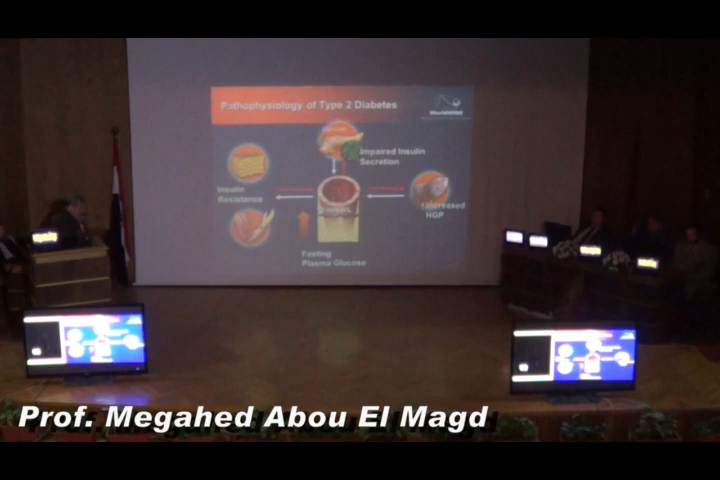 Pathophysiology of Type 2 Diabetes
Impaired Insulin
Secretion
Insulin
Resistance
Increased
HGP
Fasting
Plasma Glucose
Prof. Megahed Abou El Magd